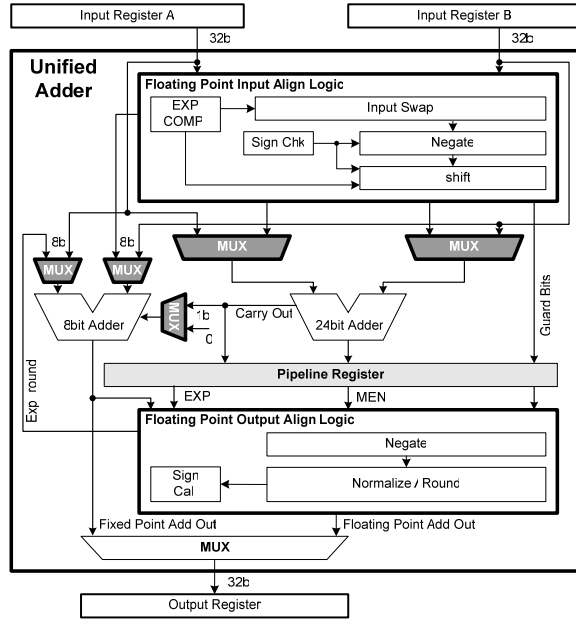 Input Register A
Input Register B
32b
32b
Unified
Adder
Floating Point Input Align Logic
EXP
COMP
Input Swap
Sign Chk
Negate
shift
8b
8b
MUX
MUX
MUX
MUX
8bit Adder
MUX
1b
0
Carry Out
24bit Adder
Guard Bits
Exp round
Pipeline Register
EXP
MEN
Floating Point Output Align Logic
Negate
Sign
Cal
Normalize / Round
Fixed Point Add Out
Floating Point Add Out
MUX
32b
Output Register